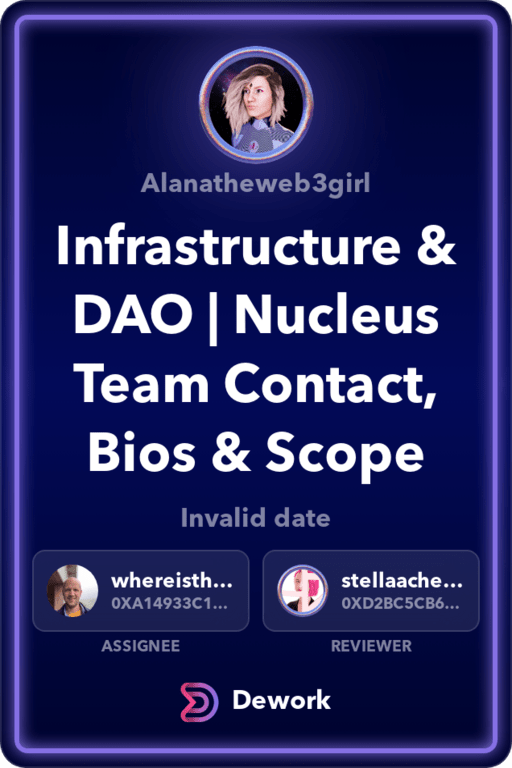 Alanatheweb3girl
Infrastructure &
DAO | Nucleus
Team Contact,
Bios & Scope
Invalid date
whereisth...
0XA14933C1...
stellaache...
0XD2BC5CB6...
ASSIGNEE
REVIEWER
Dework